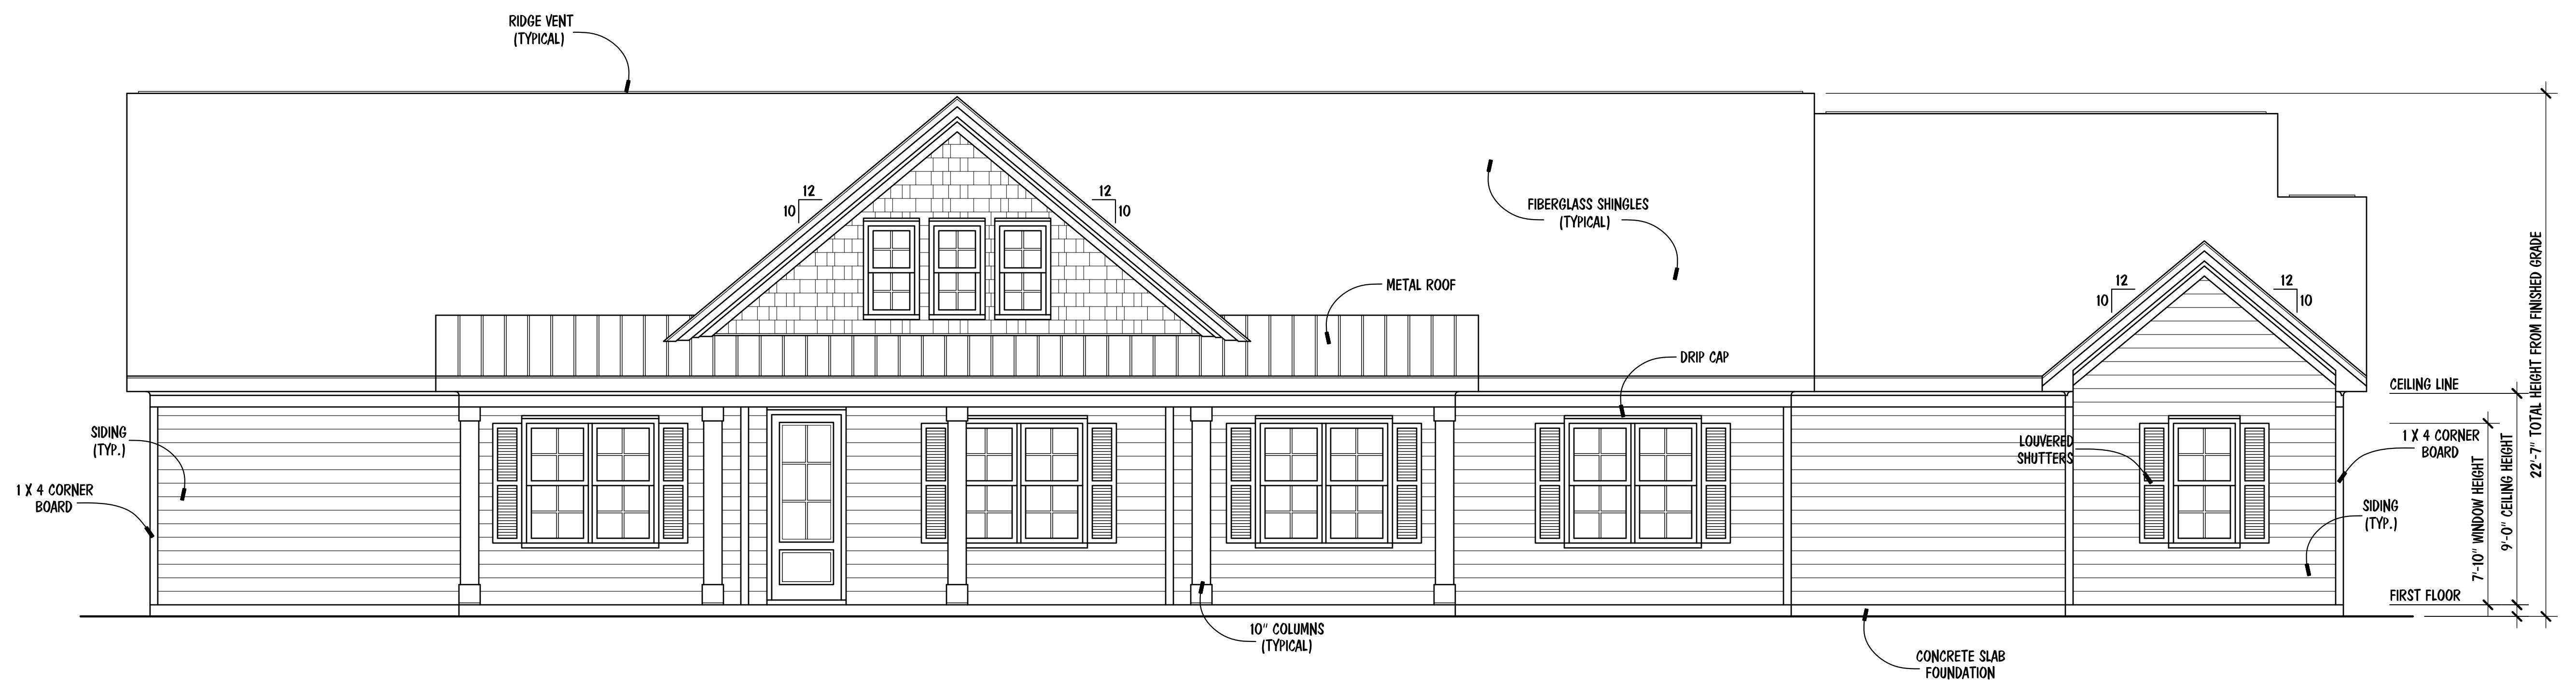 RIDGE VENT
(TYPICAL)
12
10
12
10
FIBERGLASS SHINGLES
(TYPICAL)
METAL ROOF
DRIP CAP
12
10
12
10
22'-7" TOTAL HEIGHT FROM FINISHED GRADE
CEILING LINE
SIDING
(TYP.)
1 X 4 CORNER
BOARD
LOUVERED
SHUTTERS
1 X 4 CORNER
BOARD
7'-10" WINDOW HEIGHT
9'-0" CEILING HEIGHT
SIDING
(TYP.)
FIRST FLOOR
10" COLUMNS
(TYPICAL)
CONCRETE SLAB
FOUNDATION